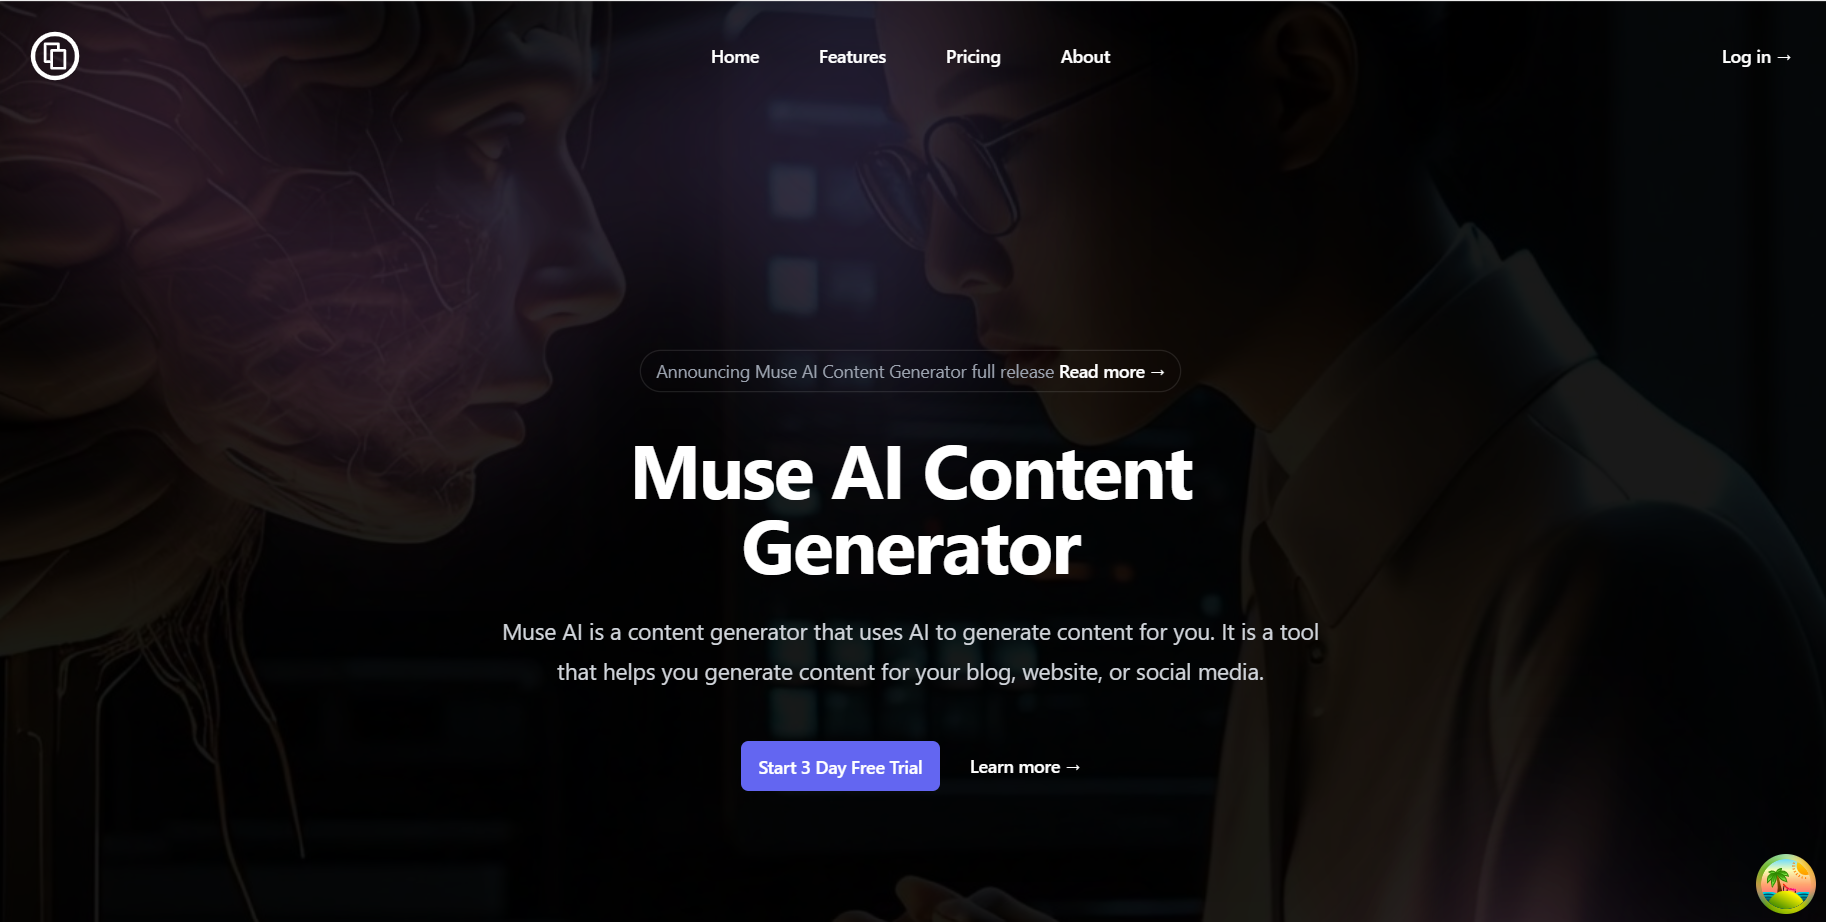 Home
Features
Pricing
About
Log in →
Announcing Muse AI Content Generator full release Read more →
Muse AI Content
Generator
Muse AI is a content generator that uses AI to generate content for you. It is a tool
that helps you generate content for your blog, website, or social media.
Start 3 Day Free Trial
Learn more →